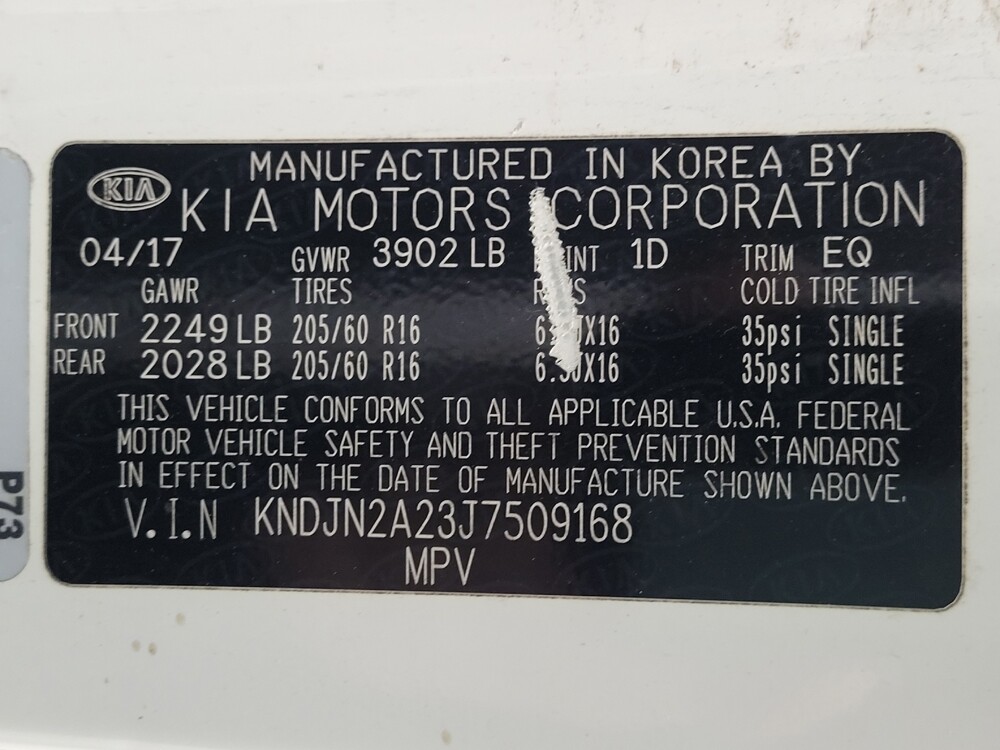 MANUFACTURED IN KOREA BY
KIA
KIA MOTORS CORPORATION
04/17 GVWR 3902 LB 1D TRIM EQ
GAWR TIRES COLD TIRE INFL
FRONT 2249 LB 205/60 R16 35psi SINGLE
REAR 2028 LB 205/60 R16 35psi SINGLE
THIS VEHICLE CONFORMS TO ALL APPLICABLE U.S.A. FEDERAL
MOTOR VEHICLE SAFETY AND THEFT PREVENTION STANDARDS
IN EFFECT ON THE DATE OF MANUFACTURE SHOWN ABOVE.
V.I.N KNDJN2A23J7509168
MPV
P73